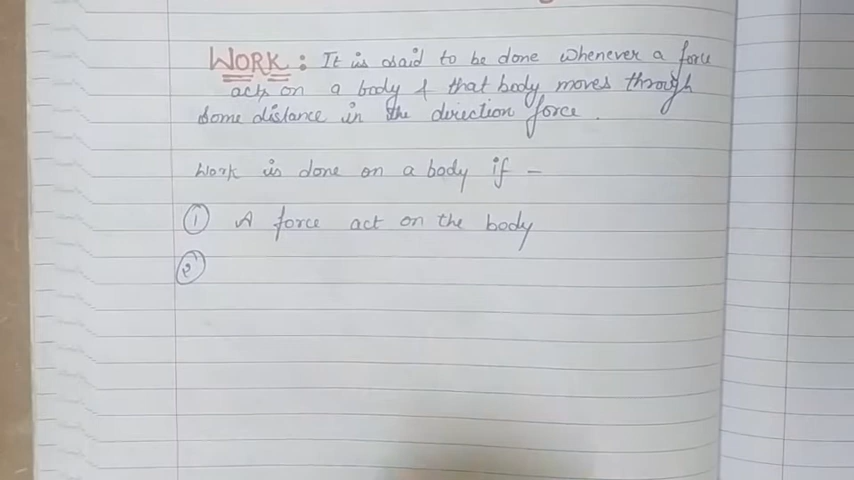 WORK : It is said to be done whenever a force
acts on a body & that body moves through
some distance in the direction force .
Work is done on a body if -
① A force act on the body
②